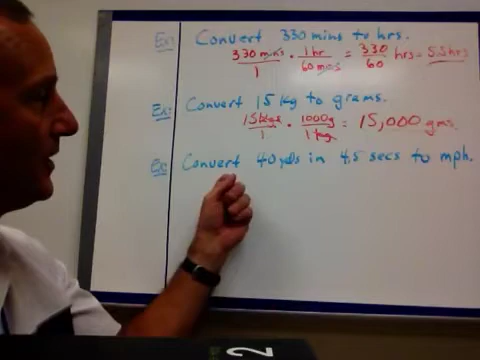 Ex: Convert 330 mins to hrs.
330 mins / 1 · 1 hr / 60 mins = 330 / 60 hrs = 5.5 hrs
Ex: Convert 15 kg to grams.
15 kgs / 1 · 1000g / 1 kg = 15,000 gms.
Ex: Convert 40 yds in 4.5 secs to mph.
2